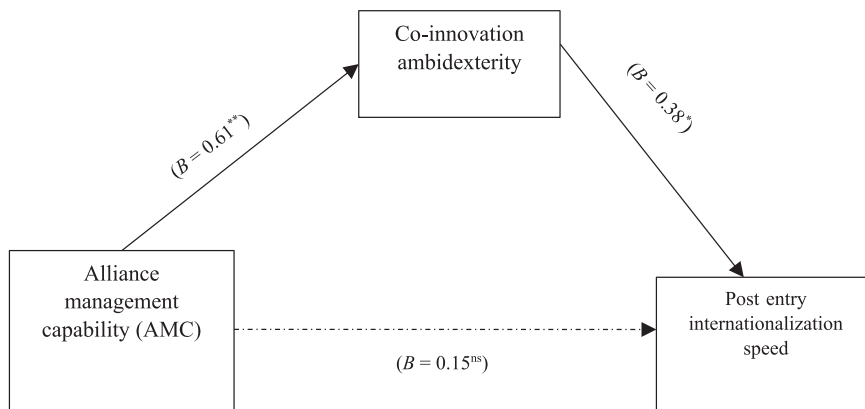 Co-innovation
ambidexterity
(B = 0.61**)
(B = 0.38*)
Alliance
management
capability (AMC)
Post entry
internationalization
speed
(B = 0.15ns)